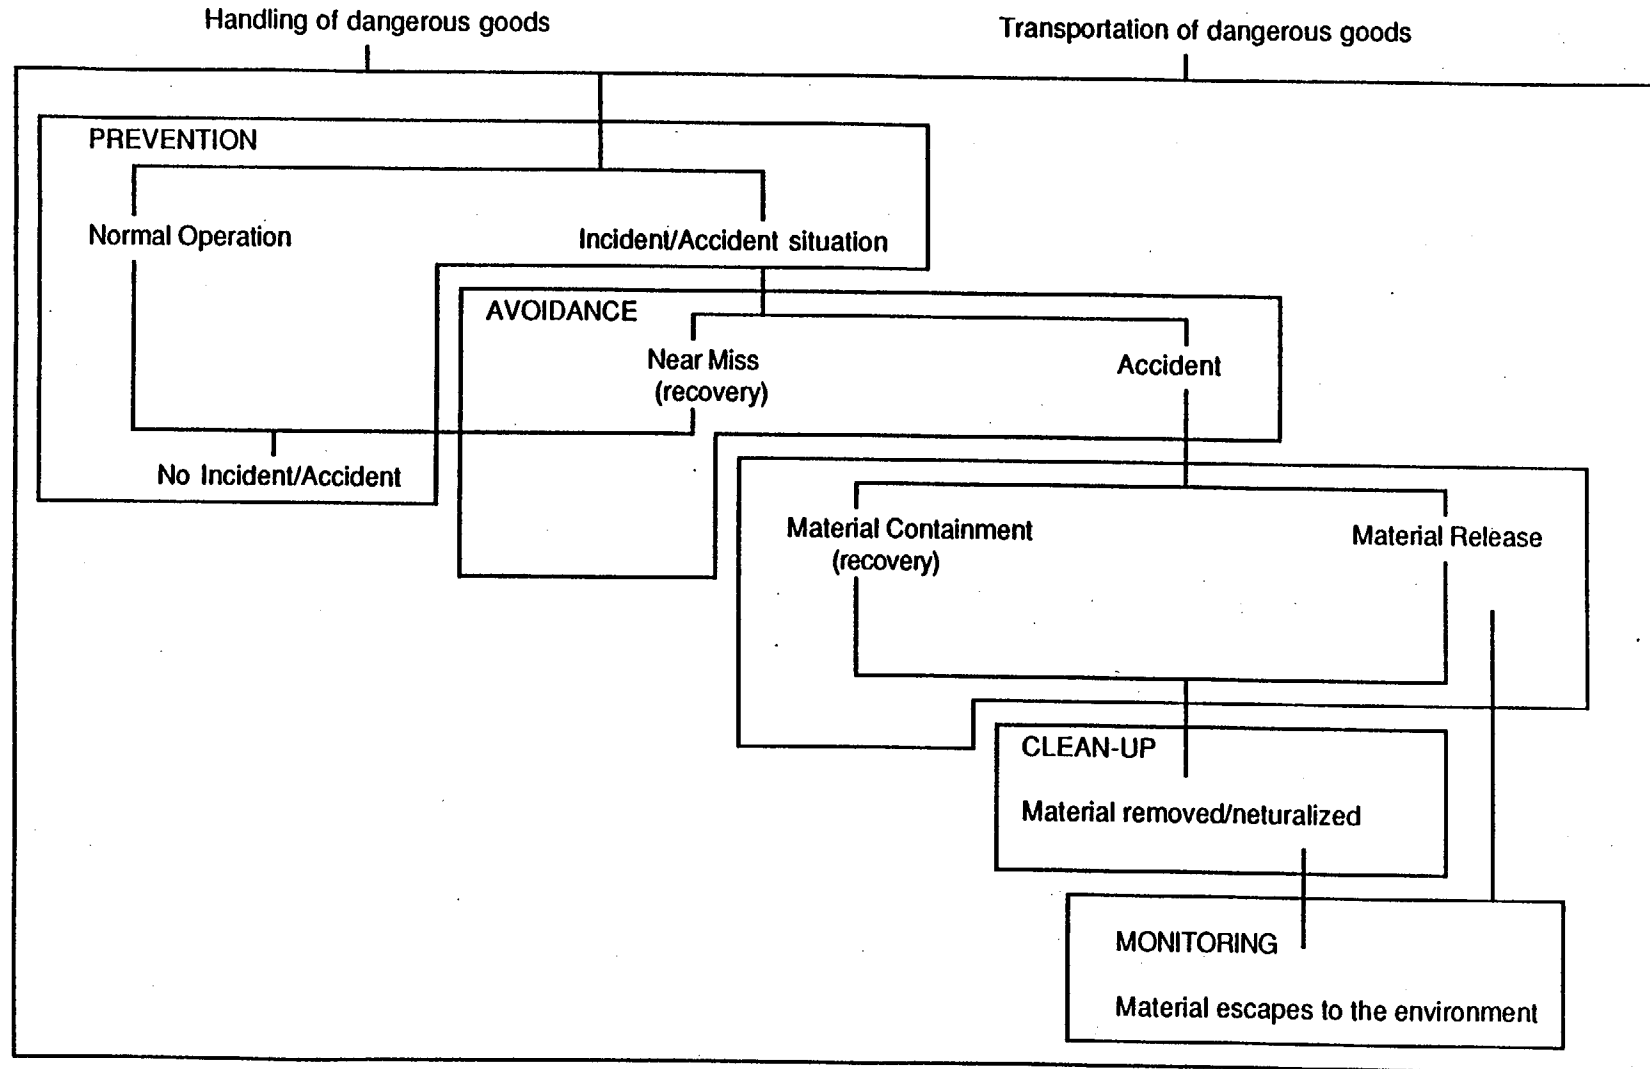 Handling of dangerous goods
Transportation of dangerous goods
PREVENTION
Normal Operation
Incident/Accident situation
AVOIDANCE
Near Miss
(recovery)
Accident
No Incident/Accident
Material Containment
(recovery)
Material Release
CLEAN-UP
Material removed/neturalized
MONITORING
Material escapes to the environment